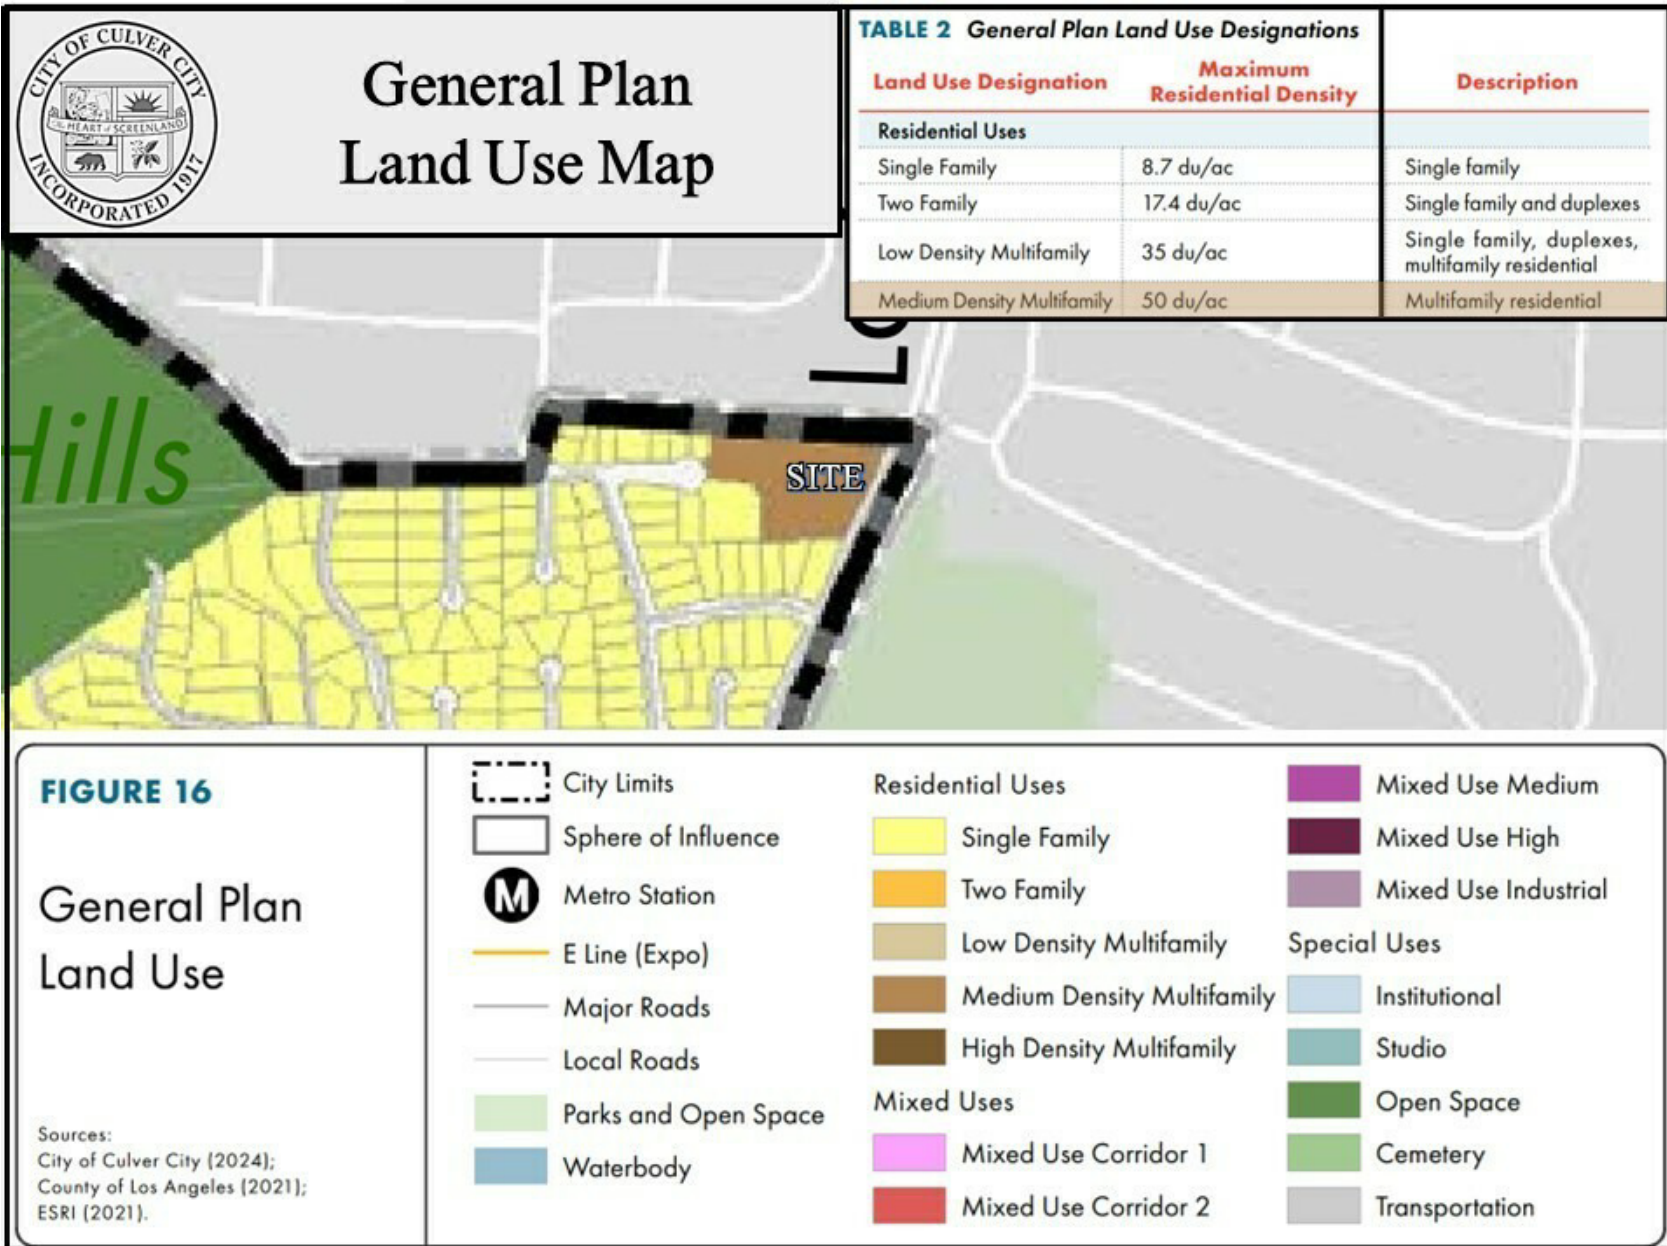 CITY OF CULVER CITY
HEART of SCREENLAND
INCORPORATED 1917
General Plan
Land Use Map
TABLE 2 General Plan Land Use Designations
Land Use Designation Maximum Residential Density Description
Residential Uses
Single Family 8.7 du/ac Single family
Two Family 17.4 du/ac Single family and duplexes
Low Density Multifamily 35 du/ac Single family, duplexes, multifamily residential
Medium Density Multifamily 50 du/ac Multifamily residential
Hills
SITE
FIGURE 16
General Plan
Land Use
Sources:
City of Culver City (2024);
County of Los Angeles (2021);
ESRI (2021).
City Limits
Sphere of Influence
M Metro Station
E Line (Expo)
Major Roads
Local Roads
Parks and Open Space
Waterbody
Residential Uses
Single Family
Two Family
Low Density Multifamily
Medium Density Multifamily
High Density Multifamily
Mixed Uses
Mixed Use Corridor 1
Mixed Use Corridor 2
Mixed Use Medium
Mixed Use High
Mixed Use Industrial
Special Uses
Institutional
Studio
Open Space
Cemetery
Transportation